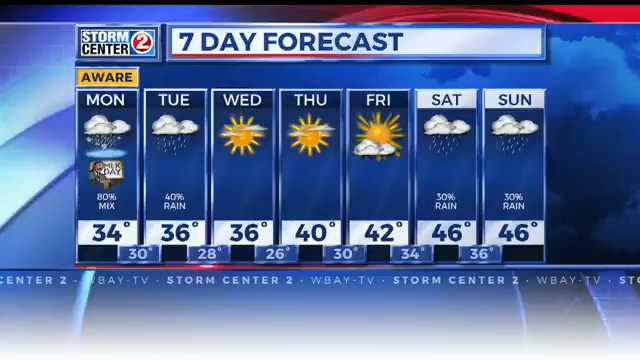 STORM
CENTER 2
7 DAY FORECAST
AWARE
MON TUE WED THU FRI SAT SUN
MLK
DAY
80%
MIX
40%
RAIN
30%
RAIN
30%
RAIN
34° 36° 36° 40° 42° 46° 46°
30° 28° 26° 30° 34° 36°
CENTER 2 • WBAY-TV • STORM CENTER 2 • WBAY-TV • STORM CENTER 2 • WBAY-TV • STO